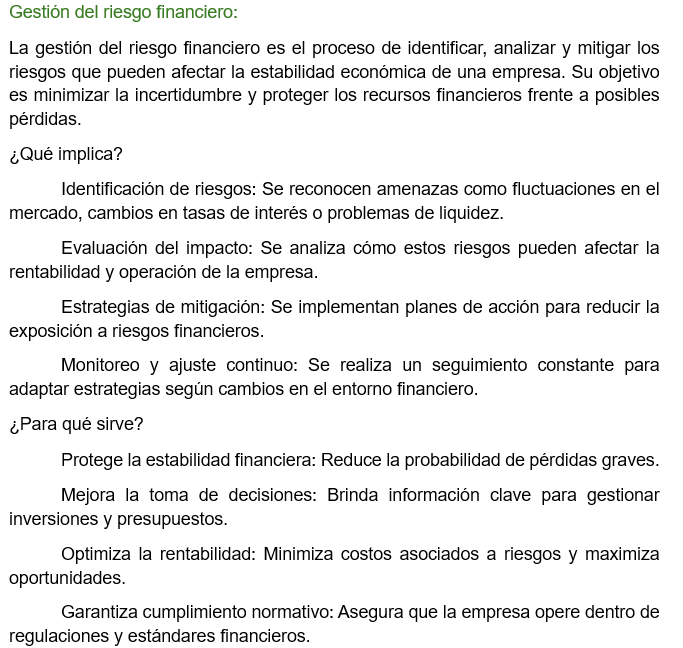 Gestión del riesgo financiero:
La gestión del riesgo financiero es el proceso de identificar, analizar y mitigar los
riesgos que pueden afectar la estabilidad económica de una empresa. Su objetivo
es minimizar la incertidumbre y proteger los recursos financieros frente a posibles
pérdidas.
¿Qué implica?
Identificación de riesgos: Se reconocen amenazas como fluctuaciones en el
mercado, cambios en tasas de interés o problemas de liquidez.
Evaluación del impacto: Se analiza cómo estos riesgos pueden afectar la
rentabilidad y operación de la empresa.
Estrategias de mitigación: Se implementan planes de acción para reducir la
exposición a riesgos financieros.
Monitoreo y ajuste continuo: Se realiza un seguimiento constante para
adaptar estrategias según cambios en el entorno financiero.
¿Para qué sirve?
Protege la estabilidad financiera: Reduce la probabilidad de pérdidas graves.
Mejora la toma de decisiones: Brinda información clave para gestionar
inversiones y presupuestos.
Optimiza la rentabilidad: Minimiza costos asociados a riesgos y maximiza
oportunidades.
Garantiza cumplimiento normativo: Asegura que la empresa opere dentro de
regulaciones y estándares financieros.